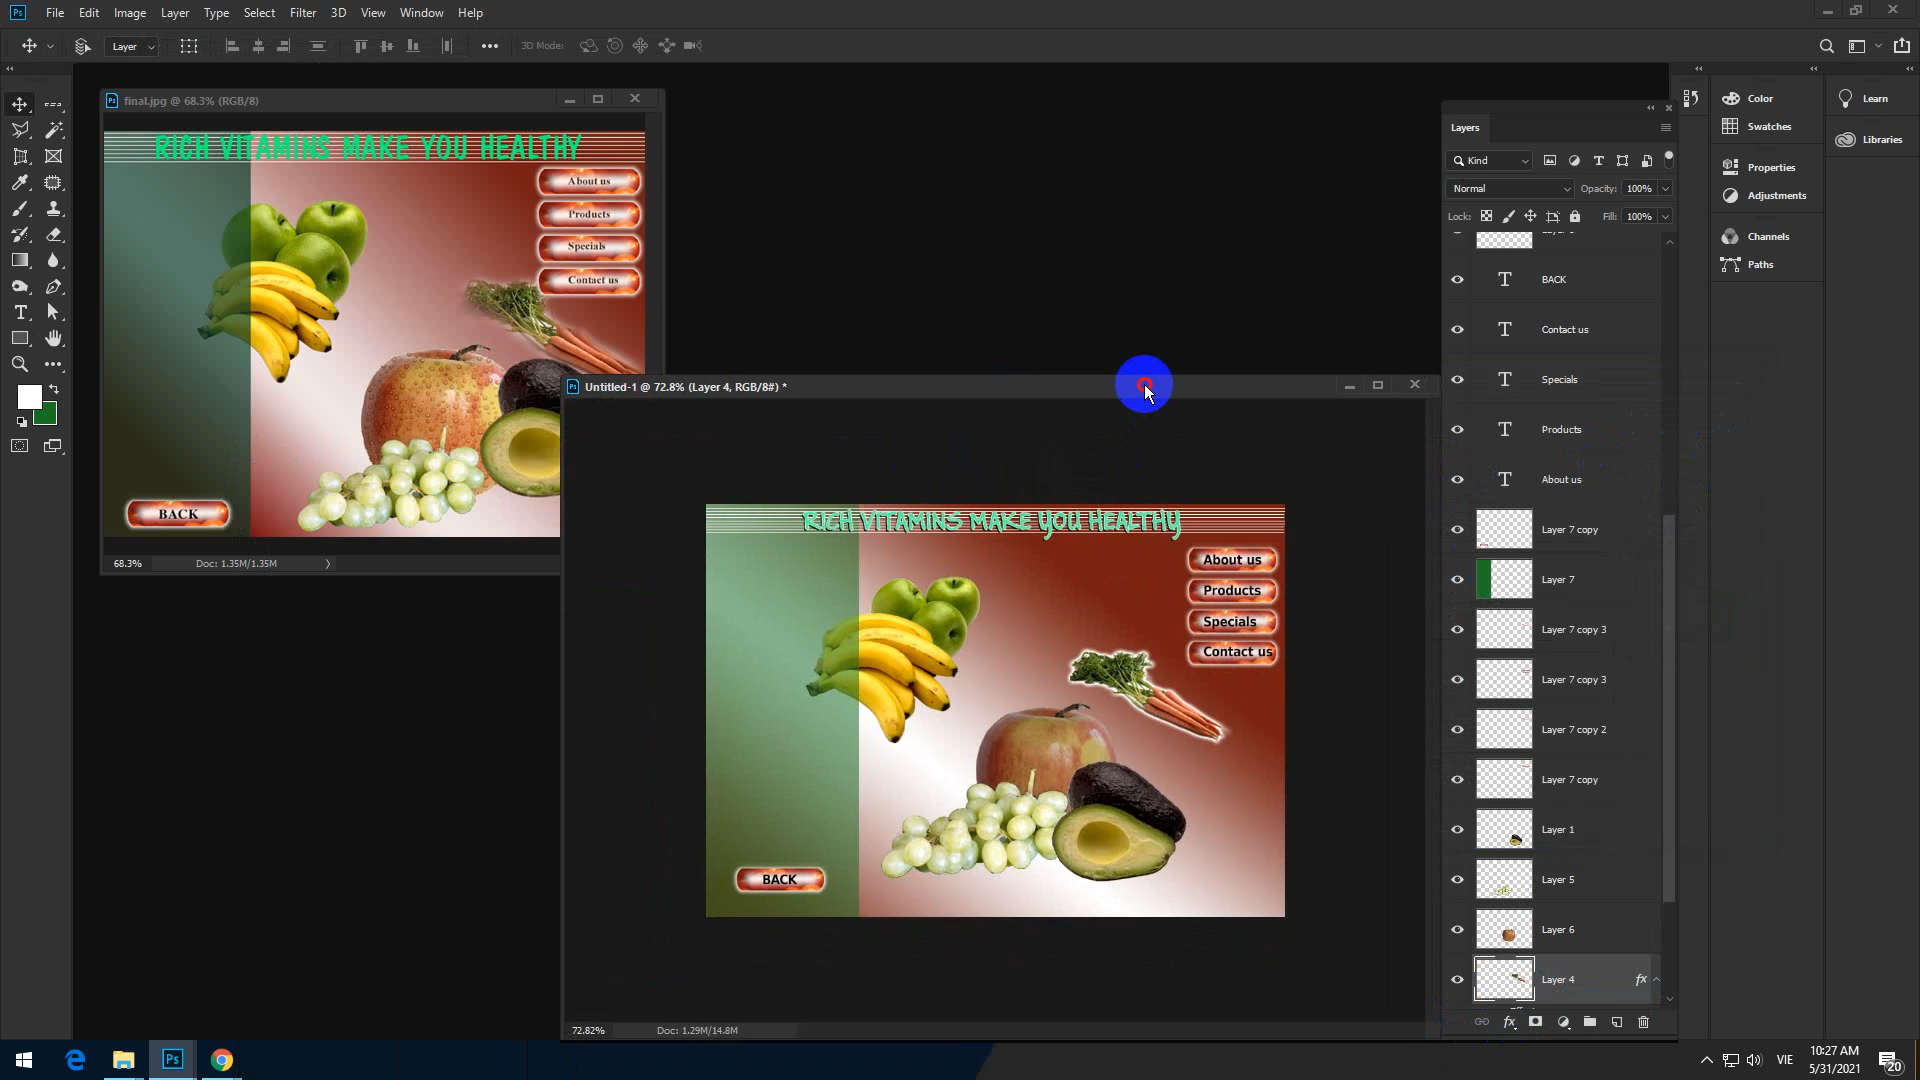 Ps File Edit Image Layer Type Select Filter 3D View Window Help
Layer 3D Mode:
Ps final.jpg @ 68.3% (RGB/8)
RICH VITAMINS MAKE YOU HEALTHY
About us
Products
Specials
Contact us
BACK
68.3% Doc: 1.35M/1.35M
Ps Untitled-1 @ 72.8% (Layer 4, RGB/8#) *
RICH VITAMINS MAKE YOU HEALTHY
About us
Products
Specials
Contact us
BACK
72.82% Doc: 1.29M/14.8M
Layers
Kind
Normal Opacity: 100%
Lock: Fill: 100%
BACK
Contact us
Specials
Products
About us
Layer 7 copy
Layer 7
Layer 7 copy 3
Layer 7 copy 3
Layer 7 copy 2
Layer 7 copy
Layer 1
Layer 5
Layer 6
Layer 4 fx
fx
Color
Swatches
Properties
Adjustments
Channels
Paths
Learn
Libraries
Ps
VIE
10:27 AM
5/31/2021
20